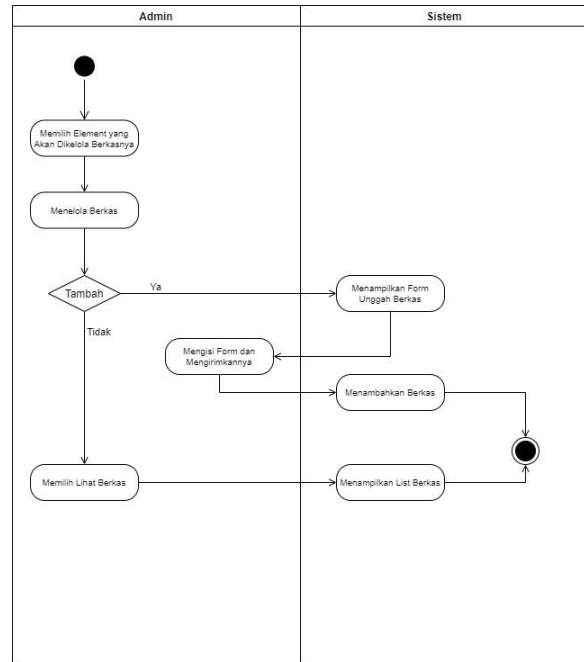 Admin
Sistem
Memilih Element yang
Akan Dikelola Berkasnya
Menelola Berkas
Tambah
Ya
Menampilkan Form
Unggah Berkas
Tidak
Mengisi Form dan
Mengirimkannya
Menambahkan Berkas
Memilih Lihat Berkas
Menampilkan List Berkas